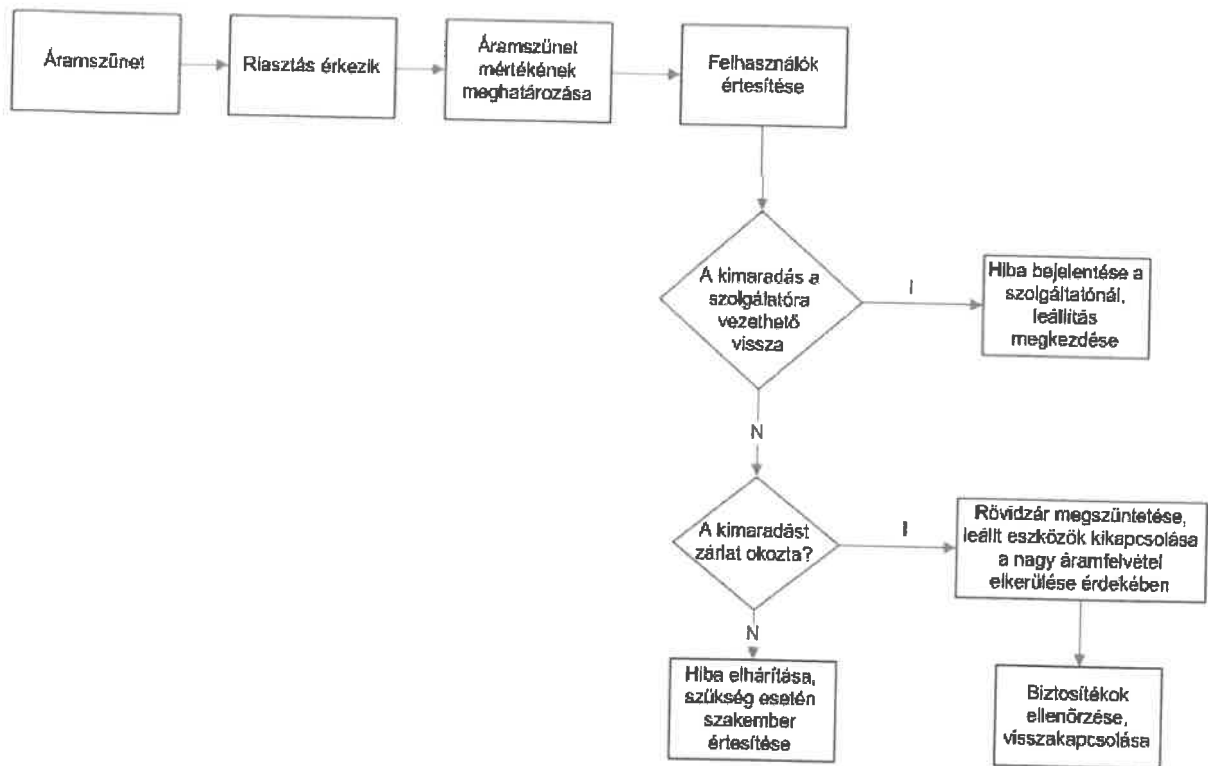 Áramszünet
Riasztás érkezik
Áramszünet
mértékének
meghatározása
Felhasználók
értesítése
A kimaradás a
szolgálatóra
vezethető
vissza
I
Hiba bejelentése a
szolgáltatónál,
leállítás
megkezdése
N
A kimaradást
zárlat okozta?
I
Rövidzár megszüntetése,
leállt eszközök kikapcsolása
a nagy áramfelvétel
elkerülése érdekében
N
Hiba elhárítása,
szükség esetén
szakember
értesítése
Biztosítékok
ellenőrzése,
visszakapcsolása